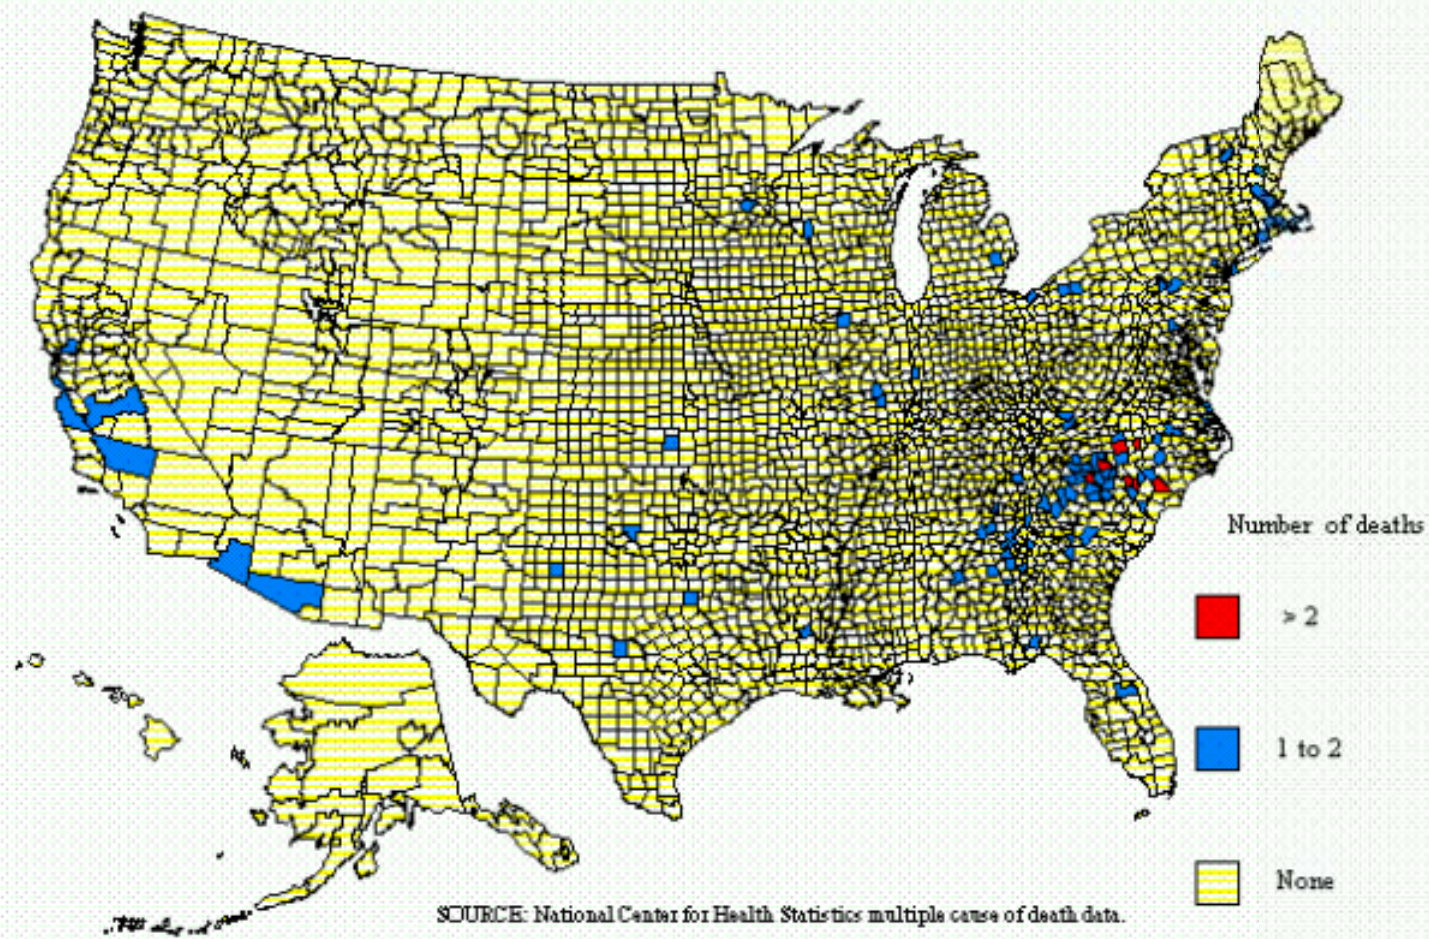 Number of deaths
> 2
1 to 2
None
SOURCE: National Center for Health Statistics multiple cause of death data.